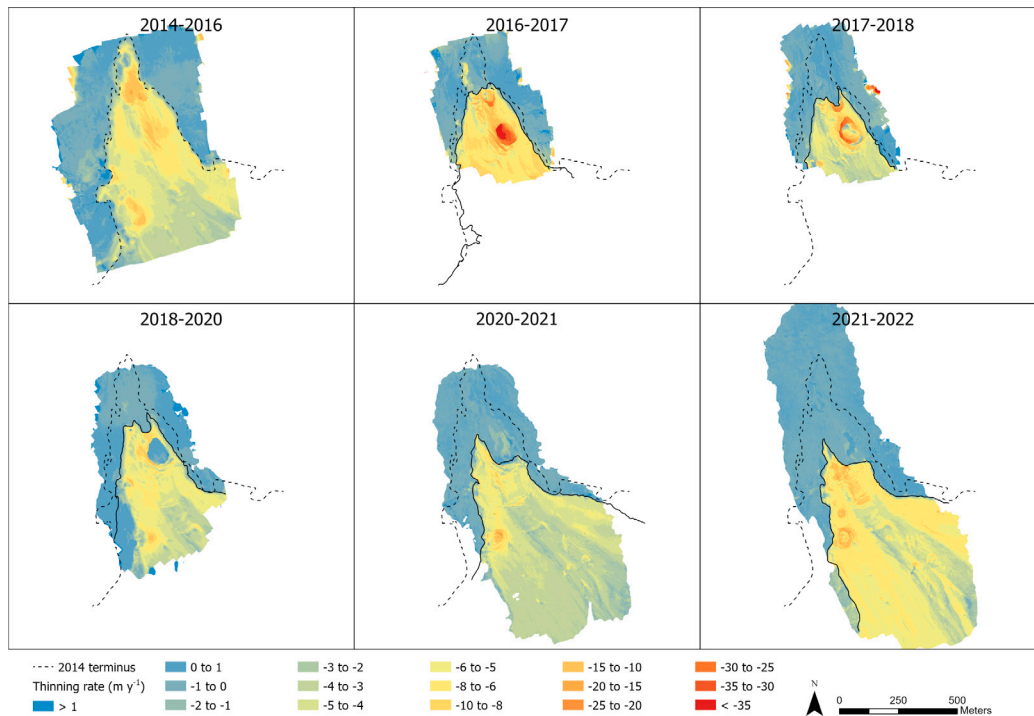 2014-2016
2016-2017
2017-2018
2018-2020
2020-2021
2021-2022
2014 terminus
Thinning rate (m y⁻¹)
> 1
0 to 1
-1 to 0
-2 to -1
-3 to -2
-4 to -3
-5 to -4
-6 to -5
-8 to -6
-10 to -8
-15 to -10
-20 to -15
-25 to -20
-30 to -25
-35 to -30
< -35
N
0 250 500
Meters